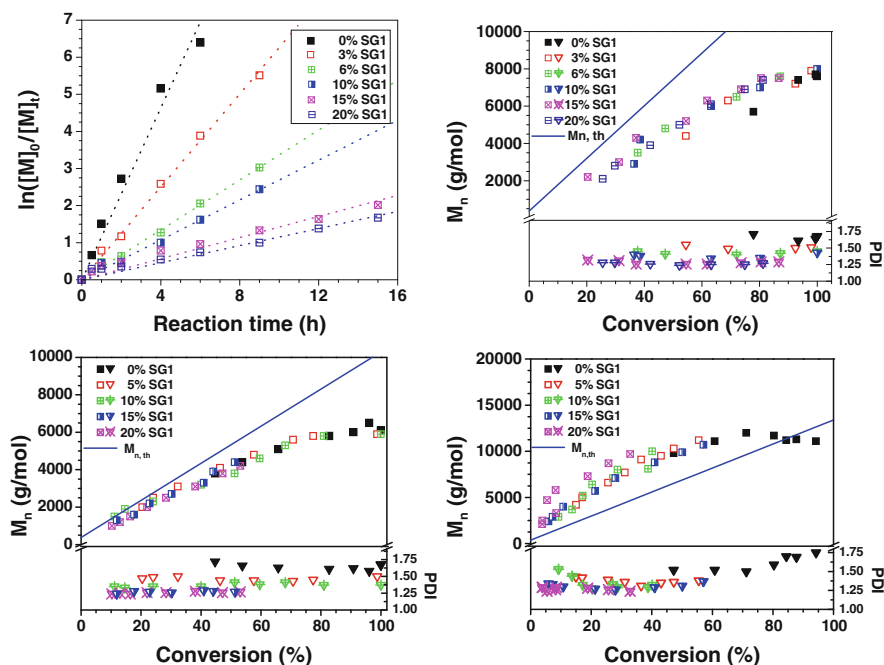 7
6
5
4
3
2
1
0
ln([M]₀/[M]ₜ)
0% SG1
3% SG1
6% SG1
10% SG1
15% SG1
20% SG1
0 4 8 12 16
Reaction time (h)
10000
8000
6000
4000
2000
Mₙ (g/mol)
0% SG1
3% SG1
6% SG1
10% SG1
15% SG1
20% SG1
Mn, th
1.75
1.50
1.25
1.00
PDI
0 20 40 60 80 100
Conversion (%)
10000
8000
6000
4000
2000
0
Mₙ (g/mol)
0% SG1
5% SG1
10% SG1
15% SG1
20% SG1
Mₙ,ₜₕ
1.75
1.50
1.25
1.00
PDI
0 20 40 60 80 100
Conversion (%)
20000
15000
10000
5000
0
Mₙ (g/mol)
0% SG1
5% SG1
10% SG1
15% SG1
20% SG1
Mₙ,ₜₕ
1.75
1.50
1.25
1.00
PDI
0 20 40 60 80 100
Conversion (%)